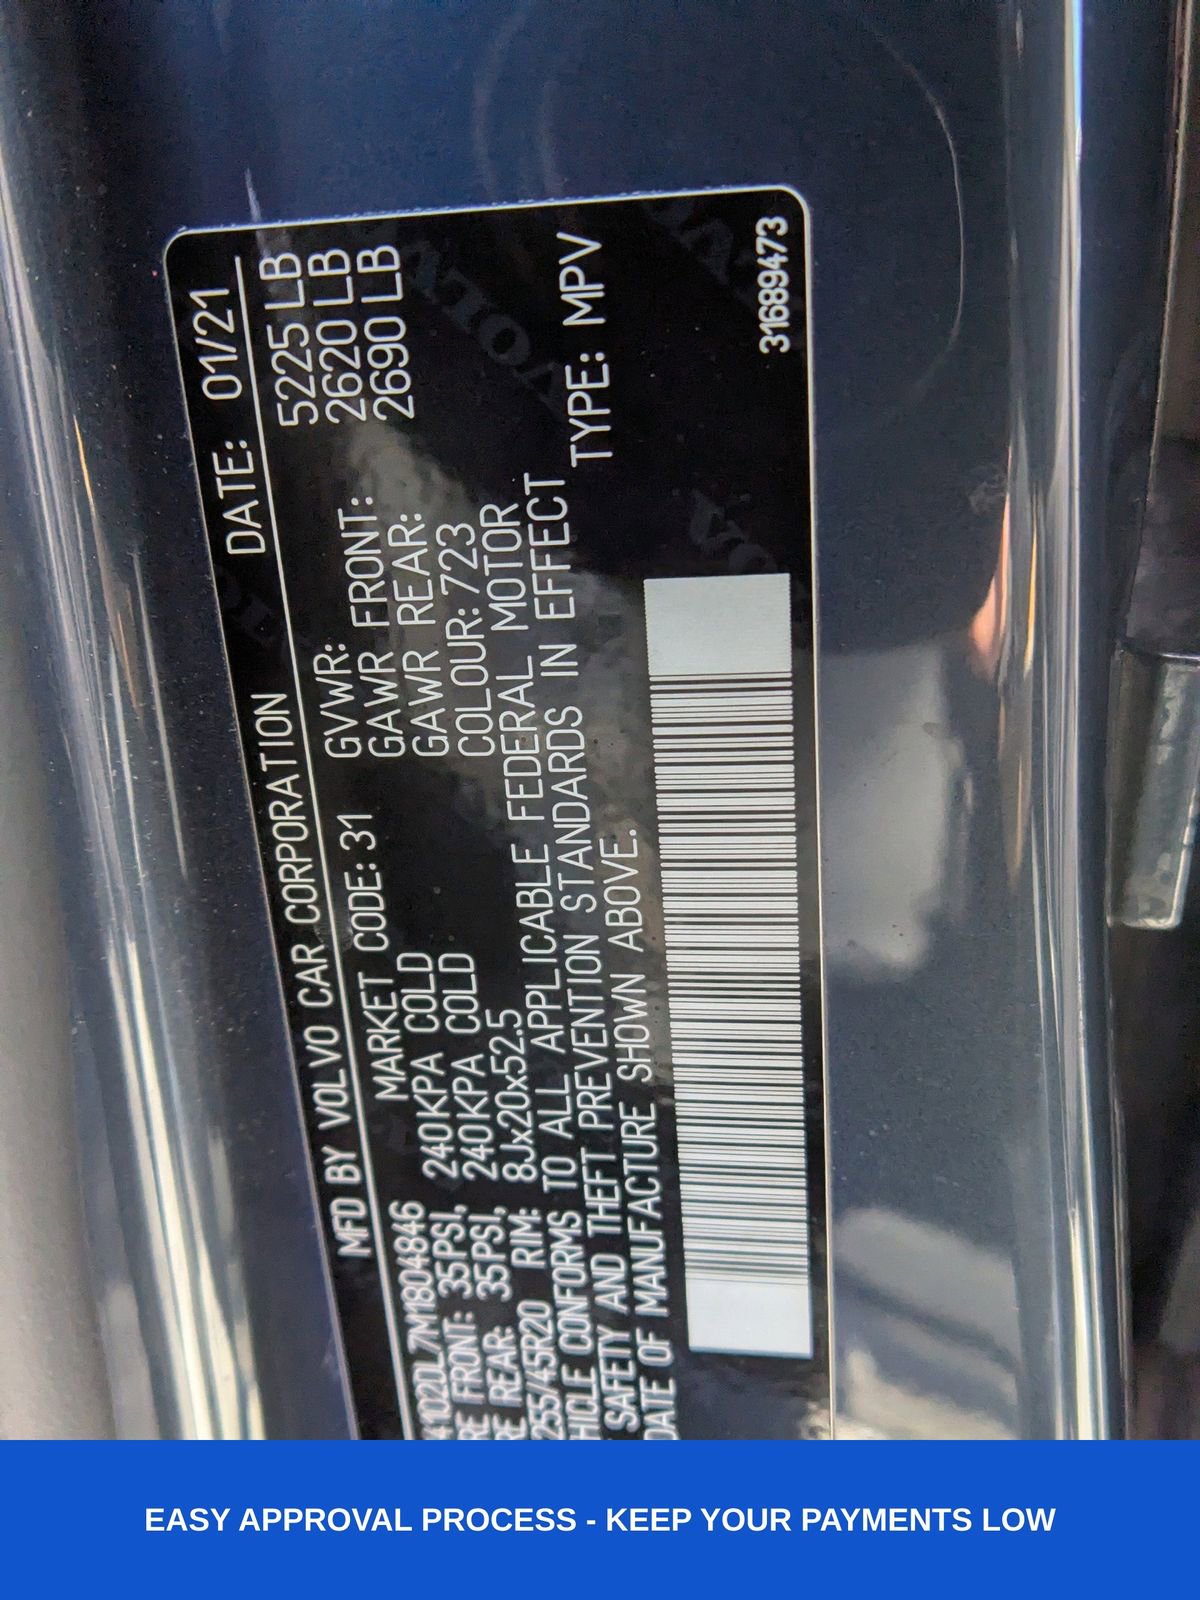 MFD BY VOLVO CAR CORPORATION DATE: 01/21
41020L7M1804846 MARKET CODE: 31 GVWR: 5225 LB
FRONT: 35PSI, 240KPA COLD GAWR FRONT: 2620 LB
REAR: 35PSI, 240KPA COLD GAWR REAR: 2690 LB
255/45R20 RIM: 8Jx20x52.5 COLOUR: 723
CONFORMS TO ALL APPLICABLE FEDERAL MOTOR
SAFETY AND THEFT PREVENTION STANDARDS IN EFFECT
DATE OF MANUFACTURE SHOWN ABOVE. TYPE: MPV
31689473
EASY APPROVAL PROCESS - KEEP YOUR PAYMENTS LOW